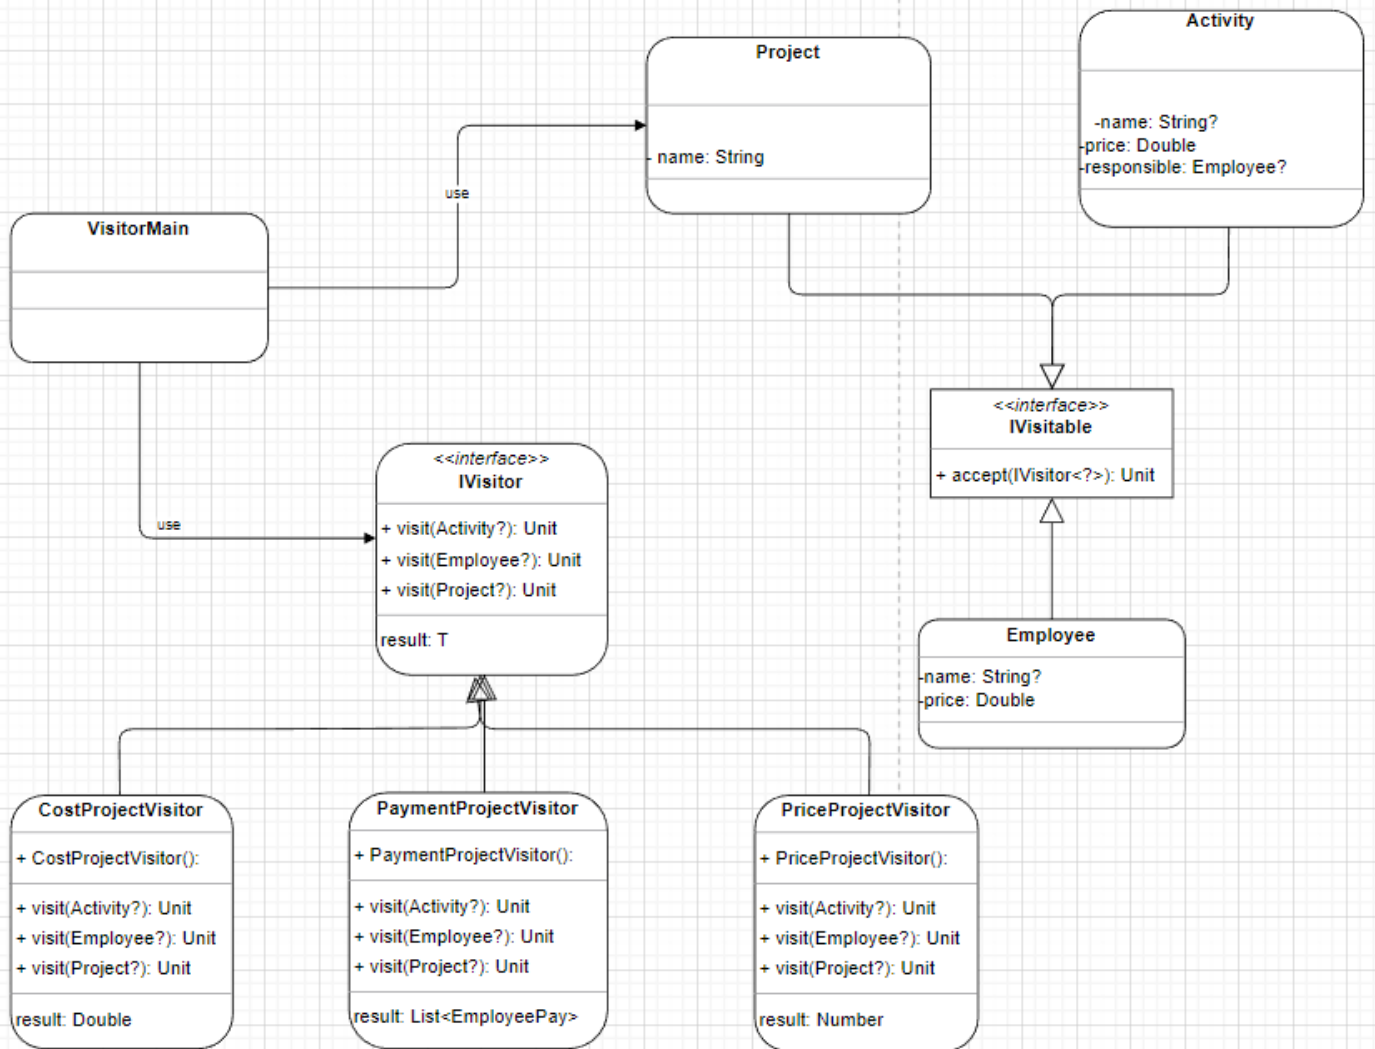 Activity
-name: String?
-price: Double
-responsible: Employee?
Project
- name: String
use
VisitorMain
use
<<interface>>
IVisitable
+ accept(IVisitor<?>): Unit
<<interface>>
IVisitor
+ visit(Activity?): Unit
+ visit(Employee?): Unit
+ visit(Project?): Unit
result: T
Employee
-name: String?
-price: Double
CostProjectVisitor
+ CostProjectVisitor():
+ visit(Activity?): Unit
+ visit(Employee?): Unit
+ visit(Project?): Unit
result: Double
PaymentProjectVisitor
+ PaymentProjectVisitor():
+ visit(Activity?): Unit
+ visit(Employee?): Unit
+ visit(Project?): Unit
result: List<EmployeePay>
PriceProjectVisitor
+ PriceProjectVisitor():
+ visit(Activity?): Unit
+ visit(Employee?): Unit
+ visit(Project?): Unit
result: Number